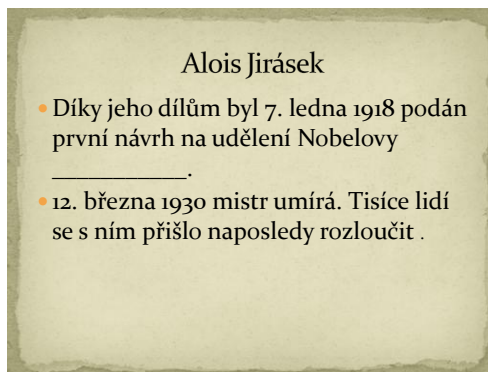 Alois Jirásek
Díky jeho dílům byl 7. ledna 1918 podán
první návrh na udělení Nobelovy
___________.
12. března 1930 mistr umírá. Tisíce lidí
se s ním přišlo naposledy rozloučit .